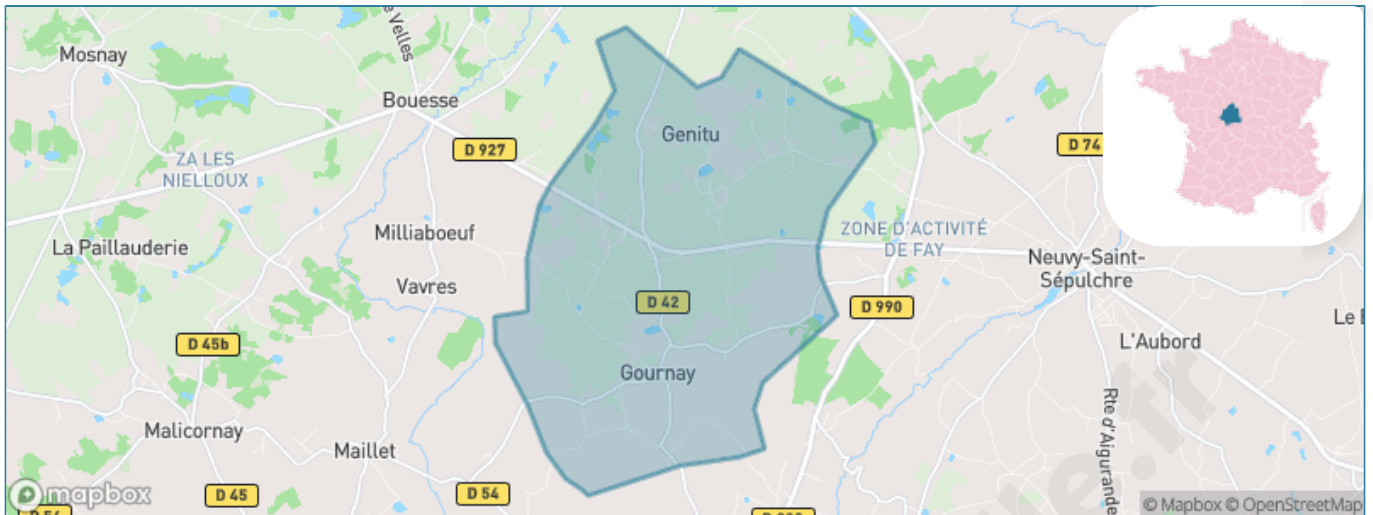 Mosnay
Velles
Bouesse
Genitu
D 927
D 74
ZA LES
NIELLOUX
ZONE D'ACTIVITÉ
DE FAY
La Paillauderie
Milliaboeuf
Neuvy-Saint-
Sépulchre
Vavres
D 42
D 990
D 45b
L'Aubord
Gournay
Rte d'Aigurande
Malicornay
Maillet
mapbox
D 45
D 54
© Mapbox © OpenStreetMap